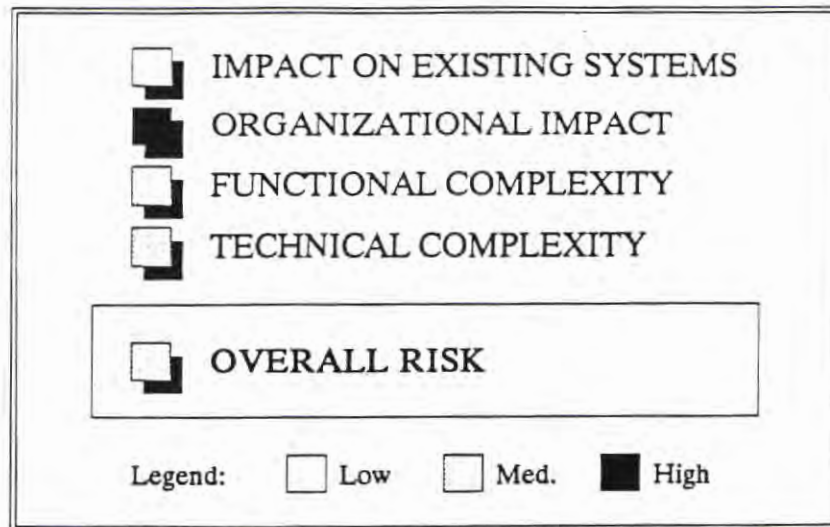 IMPACT ON EXISTING SYSTEMS
ORGANIZATIONAL IMPACT
FUNCTIONAL COMPLEXITY
TECHNICAL COMPLEXITY
OVERALL RISK
Legend: Low Med. High